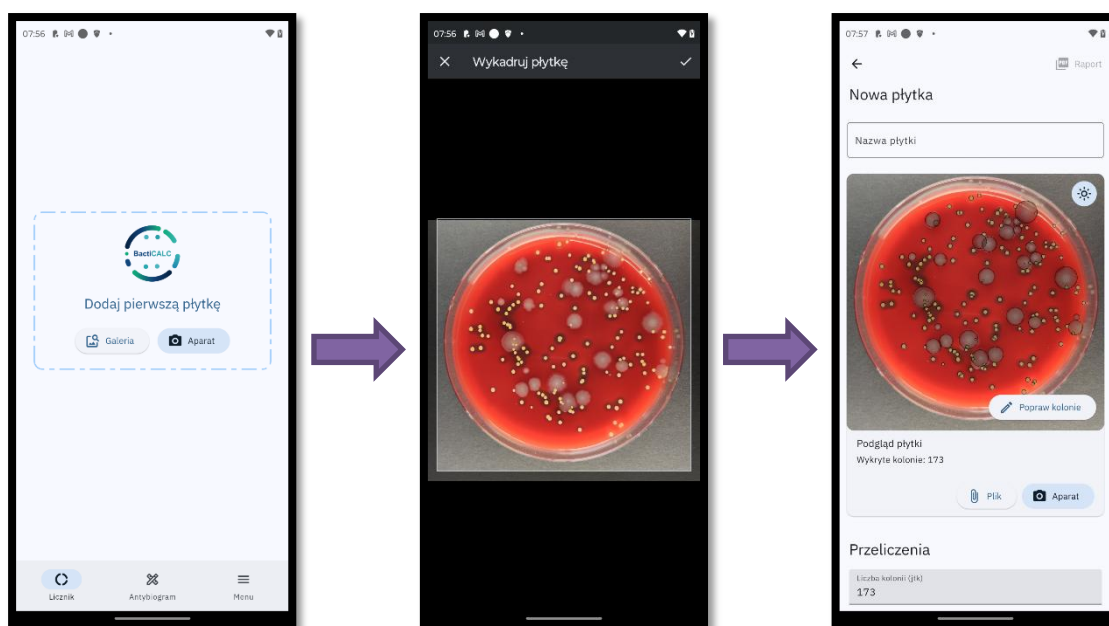 07:56
BactiCALC
Dodaj pierwszą płytkę
Galeria
Aparat
Licznik
Antybiogram
Menu
07:56
Wykadruj płytkę
07:57
Raport
Nowa płytka
Nazwa płytki
Popraw kolonie
Podgląd płytki
Wykryte kolonie: 173
Plik
Aparat
Przeliczenia
Liczba kolonii (jtk)
173